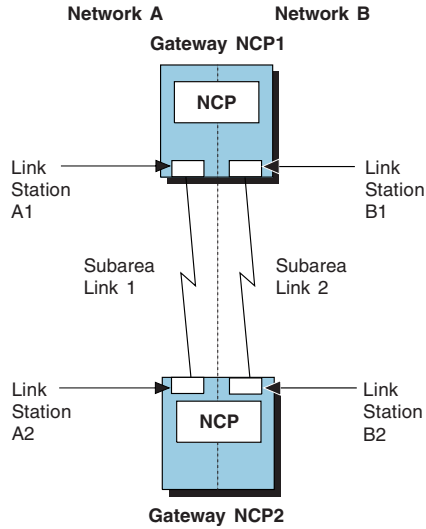 Network A
Network B
Gateway NCP1
NCP
Link
Station
A1
Link
Station
B1
Subarea
Link 1
Subarea
Link 2
Link
Station
A2
NCP
Link
Station
B2
Gateway NCP2